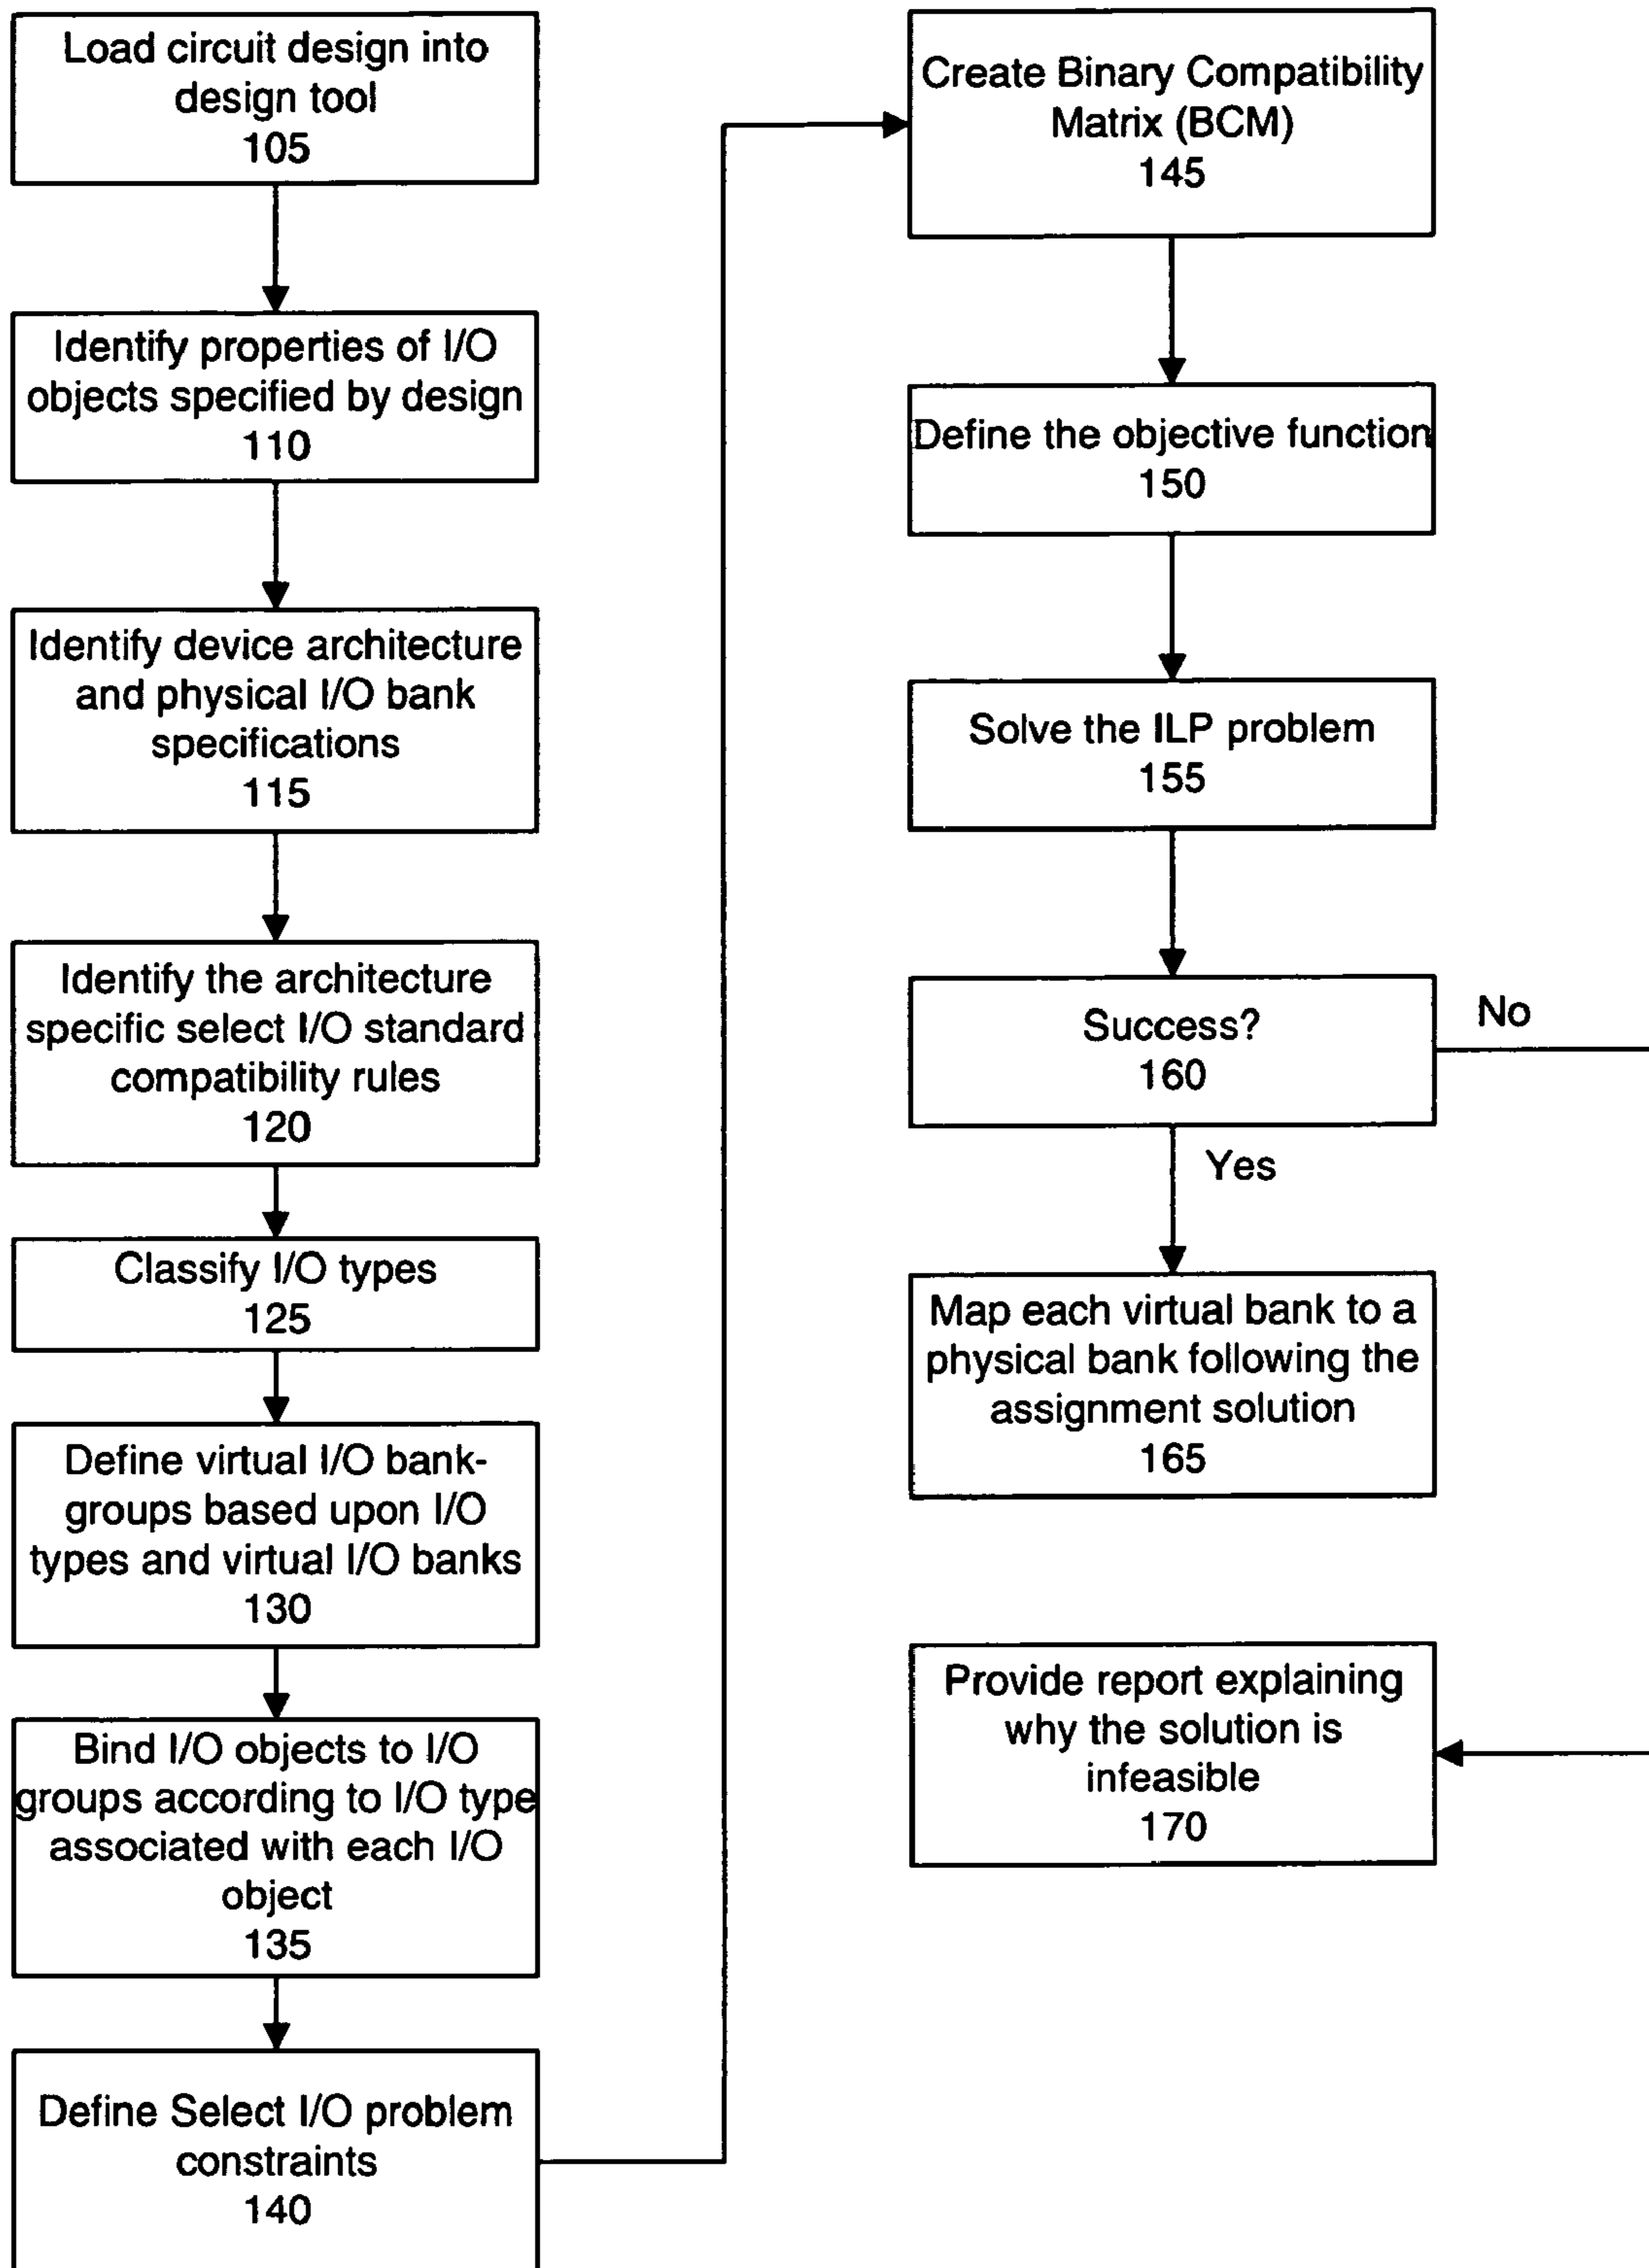 Load circuit design into
design tool
105
Identify properties of I/O
objects specified by design
110
Identify device architecture
and physical I/O bank
specifications
115
Identify the architecture
specific select I/O standard
compatibility rules
120
Classify I/O types
125
Define virtual I/O bank-
groups based upon I/O
types and virtual I/O banks
130
Bind I/O objects to I/O
groups according to I/O type
associated with each I/O
object
135
Define Select I/O problem
constraints
140
Create Binary Compatibility
Matrix (BCM)
145
Define the objective function
150
Solve the ILP problem
155
Success?
160
No
Yes
Map each virtual bank to a
physical bank following the
assignment solution
165
Provide report explaining
why the solution is
infeasible
170